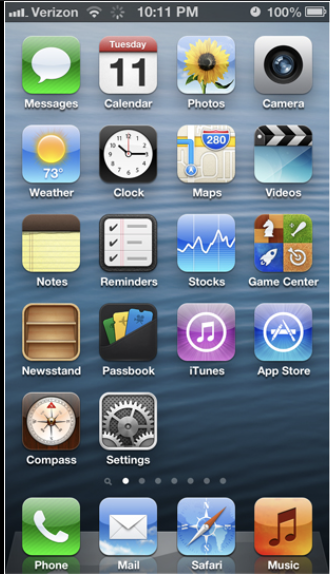 Verizon 10:11 PM 100%
Tuesday
11
Messages Calendar Photos Camera
280
73°
Weather Clock Maps Videos
Notes Reminders Stocks Game Center
Newsstand Passbook iTunes App Store
Compass Settings
Phone Mail Safari Music